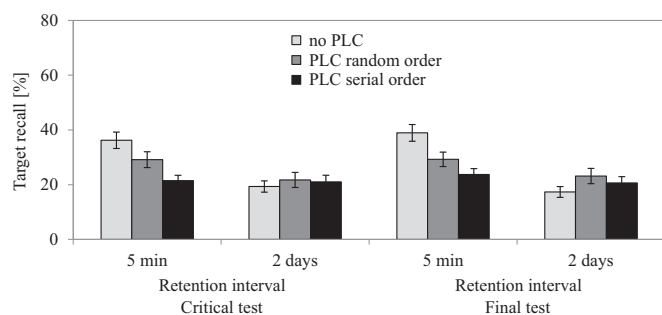 80
60
40
20
0
Target recall [%]
no PLC
PLC random order
PLC serial order
5 min
2 days
5 min
2 days
Retention interval
Retention interval
Critical test
Final test